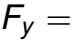 F_y =